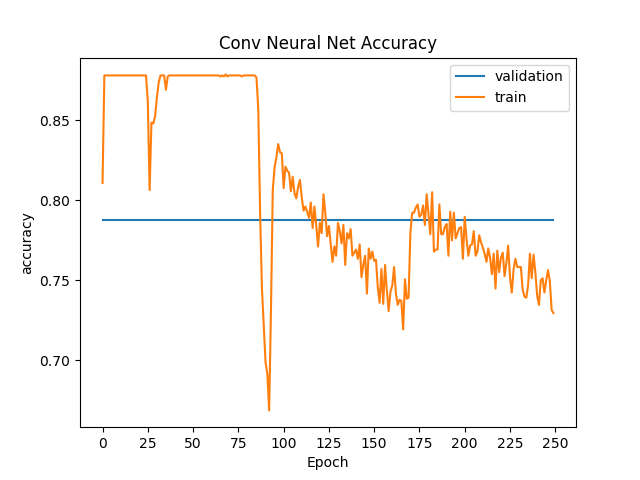 Conv Neural Net Accuracy
validation
train
0.85
0.80
0.75
0.70
accuracy
0 25 50 75 100 125 150 175 200 225 250
Epoch